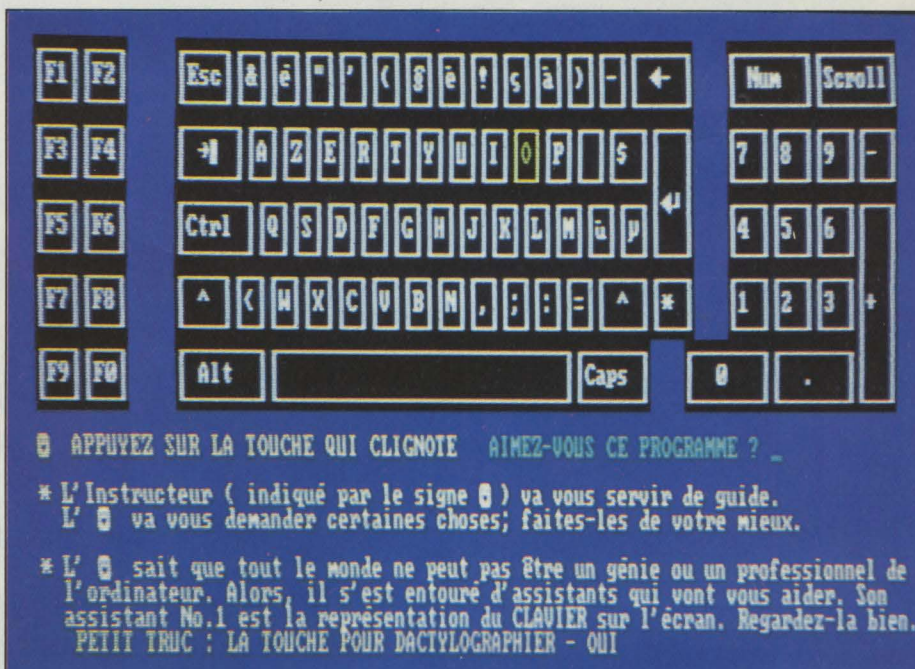 F1 F2 Esc & é " ' ( § è ! ç à ) - ← Num Scroll
F3 F4 →| A Z E R T Y U I O P $ ↵ 7 8 9 -
F5 F6 Ctrl Q S D F G H J K L M ù µ 4 5 6
F7 F8 ^ < W X C V B N , ; : = ^ * 1 2 3 +
F9 F0 Alt Caps 0 .
APPUYEZ SUR LA TOUCHE QUI CLIGNOTE AIMEZ-VOUS CE PROGRAMME ? _
* L'Instructeur ( indiqué par le signe ) va vous servir de guide.
L' va vous demander certaines choses; faites-les de votre mieux.
* L' sait que tout le monde ne peut pas être un génie ou un professionnel de
l'ordinateur. Alors, il s'est entouré d'assistants qui vont vous aider. Son
assistant No.1 est la représentation du CLAVIER sur l'écran. Regardez-la bien.
PETIT TRUC : LA TOUCHE POUR DACTYLOGRAPHIER - OUI